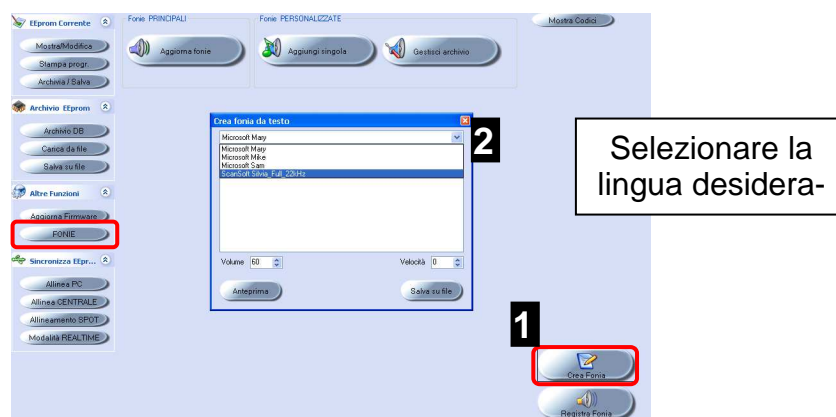 EEprom Corrente
Mostra/Modifica
Stampa progr.
Archivia / Salva
Archivio EEprom
Archivio DB
Carica da file
Salva su file
Altre Funzioni
Aggiorna Firmware
FONIE
Sincronizza EEpr...
Allinea PC
Allinea CENTRALE
Allineamento SPOT
Modalità REALTIME
Fonie PRINCIPALI
Aggiorna fonie
Fonie PERSONALIZZATE
Aggiungi singola
Gestisci archivio
Mostra Codici
Crea fonia da testo
Microsoft Mary
Microsoft Mary
Microsoft Mike
Microsoft Sam
ScanSoft Silvia_Full_22kHz
Volume 60
Velocità 0
Anteprima
Salva su file
2
Selezionare la
lingua desidera-
1
Crea Fonia
Registra Fonia